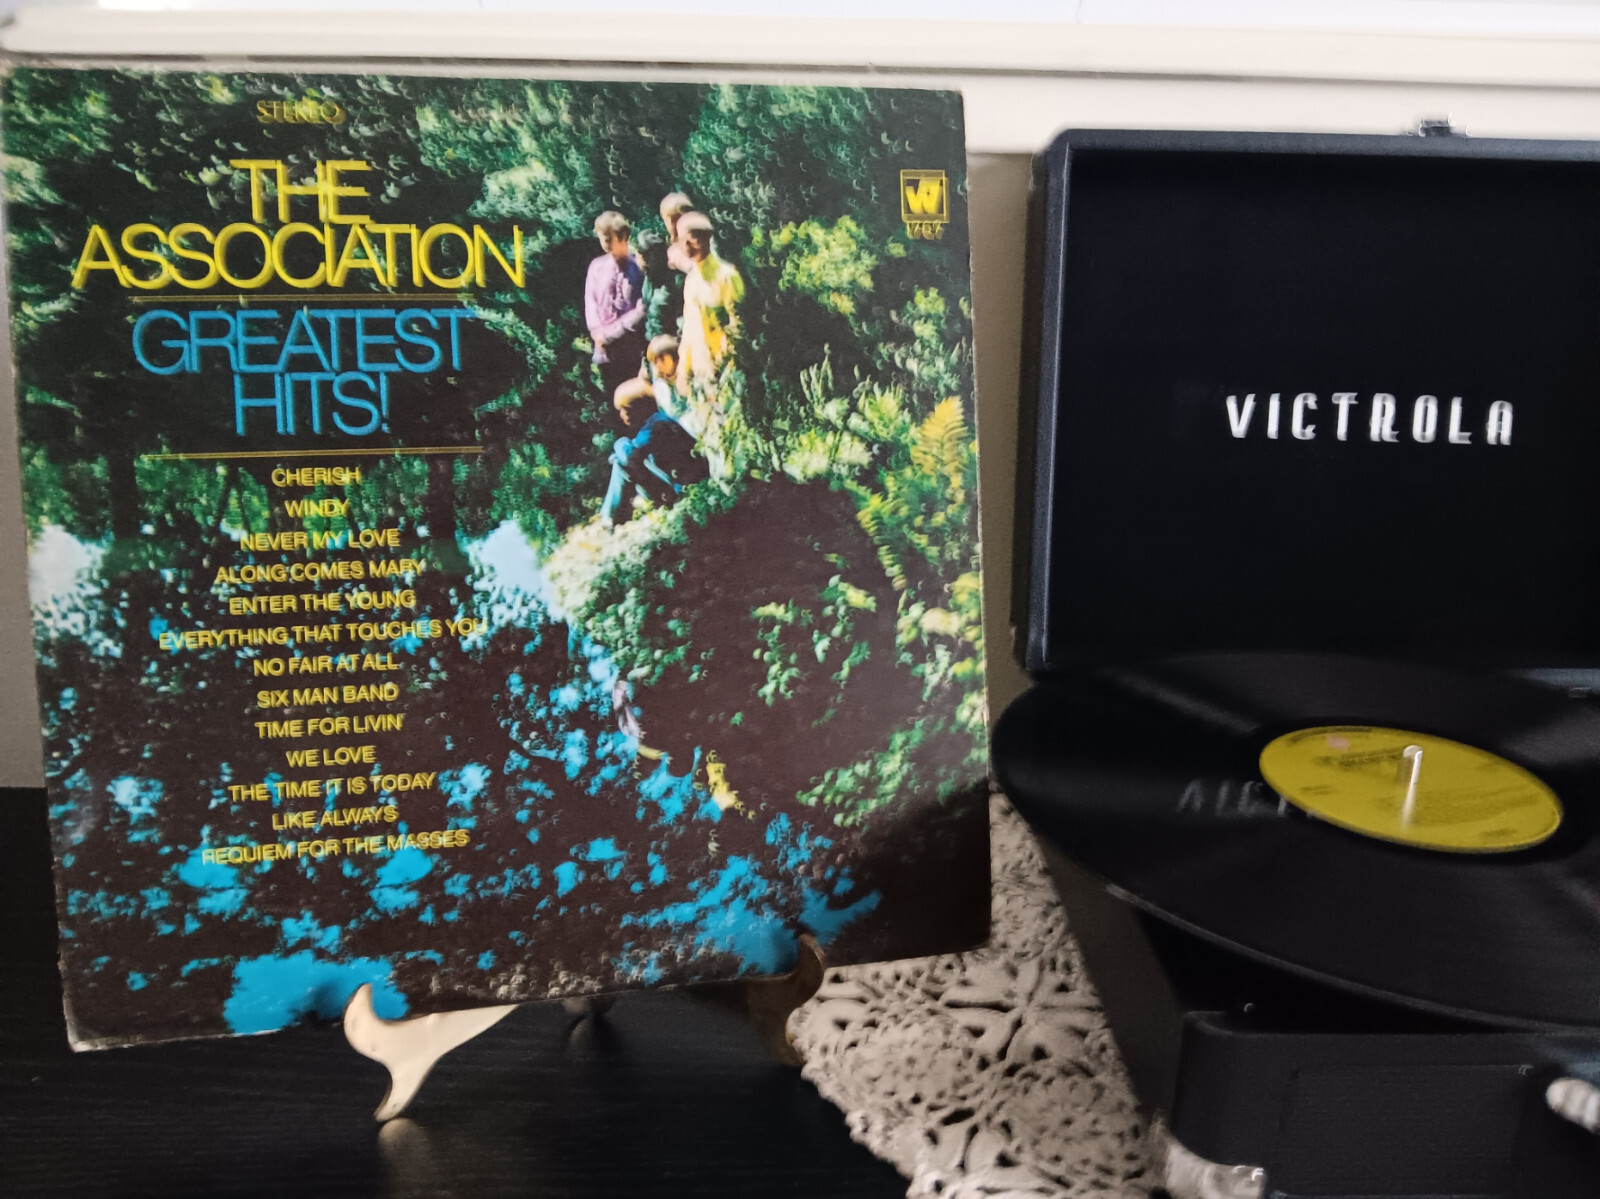 STEREO
THE
ASSOCIATION
GREATEST
HITS!
CHERISH
WINDY
NEVER MY LOVE
ALONG COMES MARY
ENTER THE YOUNG
EVERYTHING THAT TOUCHES YOU
NO FAIR AT ALL
SIX MAN BAND
TIME FOR LIVIN'
WE LOVE
THE TIME IT IS TODAY
LIKE ALWAYS
REQUIEM FOR THE MASSES
W
1767
VICTROLA